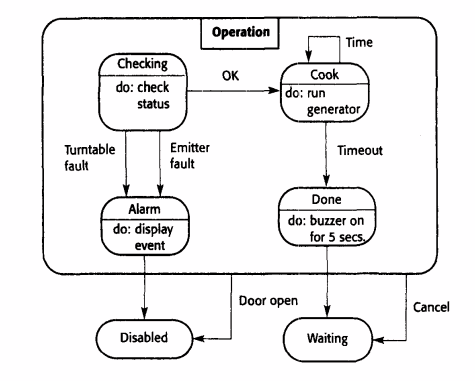 Operation
Time
Checking
do: check
status
OK
Cook
do: run
generator
Turntable
fault
Emitter
fault
Timeout
Alarm
do: display
event
Done
do: buzzer on
for 5 secs.
Door open
Cancel
Disabled
Waiting